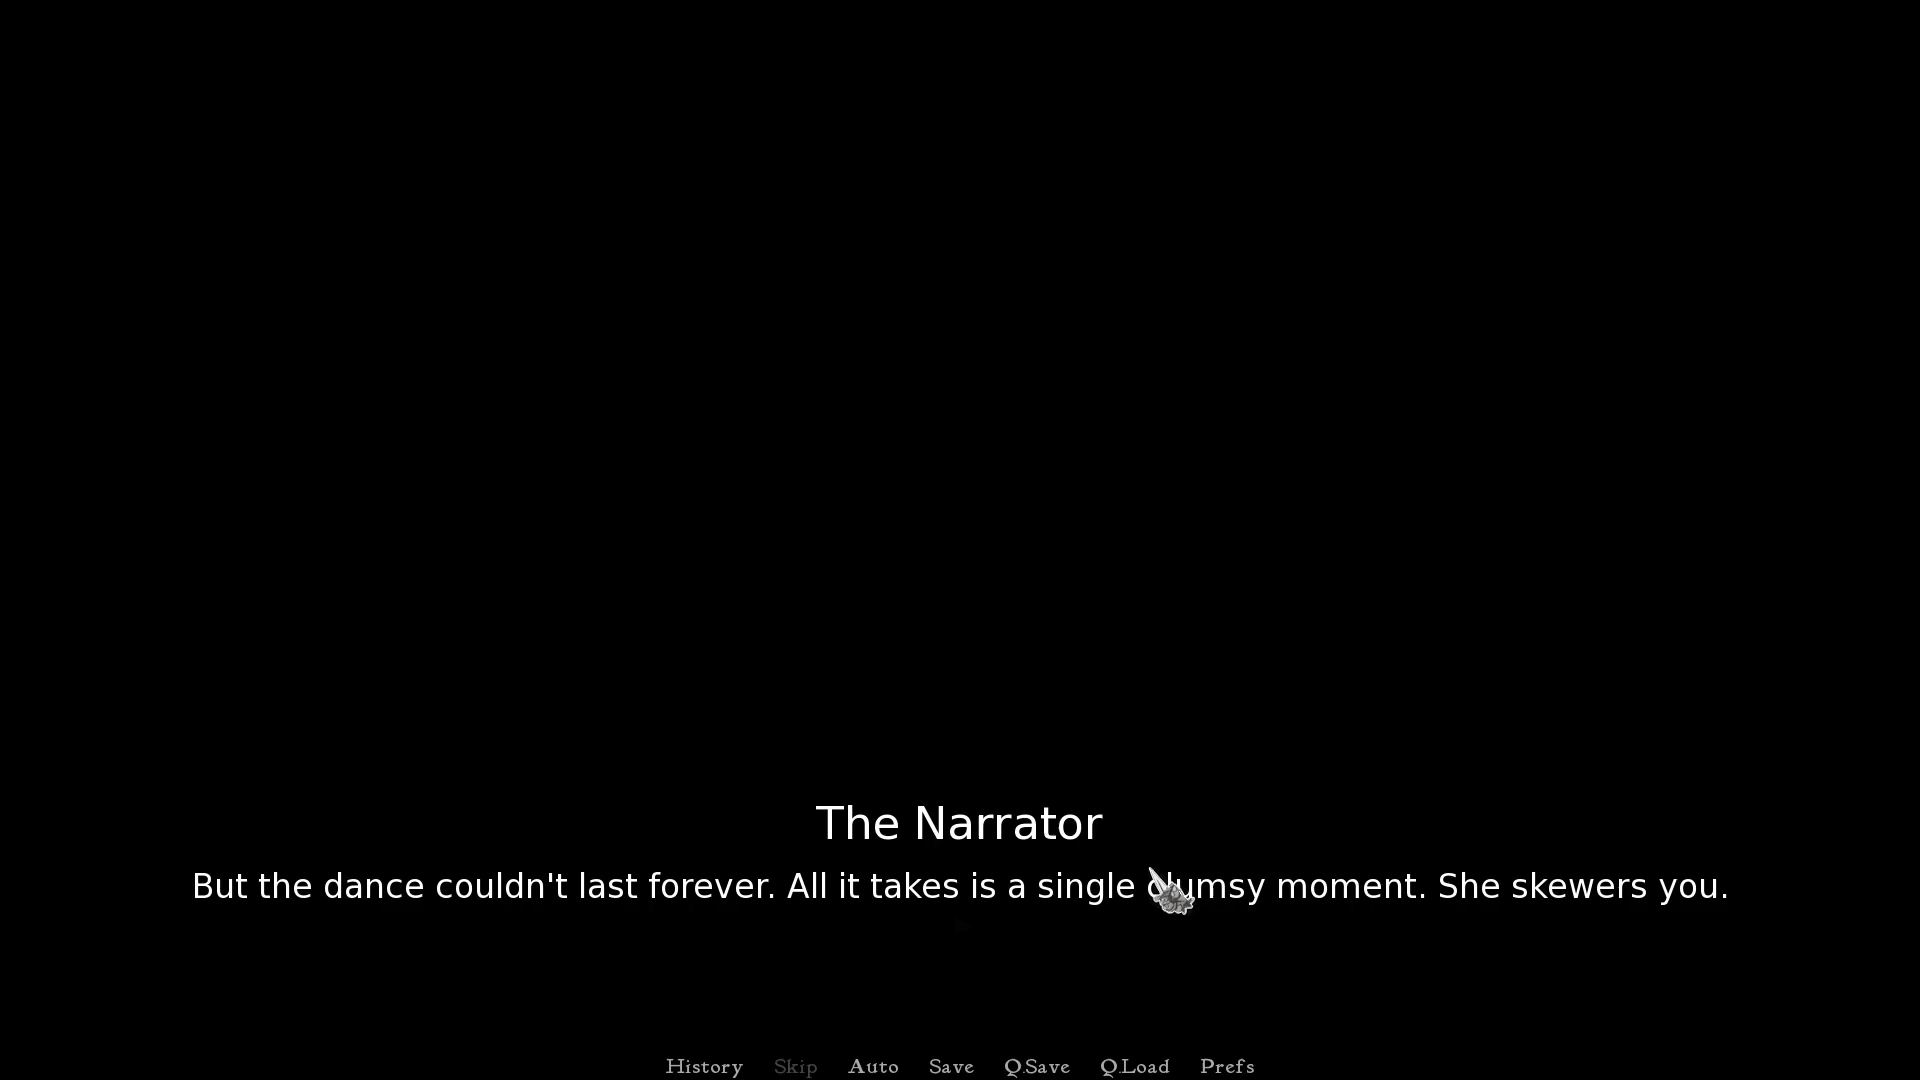 The Narrator
But the dance couldn't last forever. All it takes is a single clumsy moment. She skewers you.
History Skip Auto Save Q.Save Q.Load Prefs